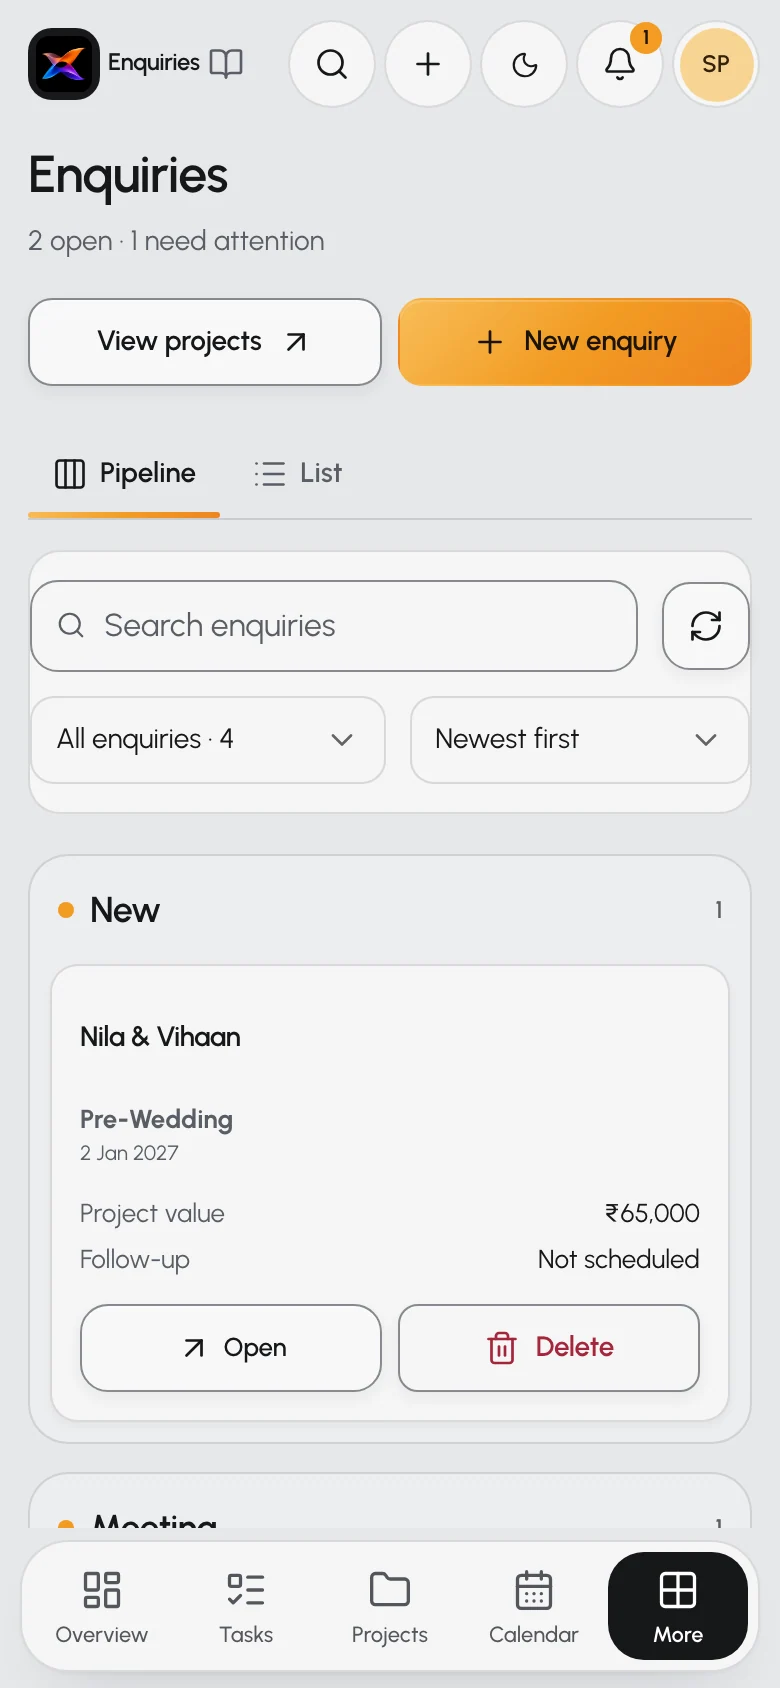 Enquiries
1
SP
Enquiries
2 open · 1 need attention
View projects
New enquiry
Pipeline
List
Search enquiries
All enquiries · 4
Newest first
New
1
Nila & Vihaan
Pre-Wedding
2 Jan 2027
Project value
₹65,000
Follow-up
Not scheduled
Open
Delete
Meeting
1
Overview
Tasks
Projects
Calendar
More